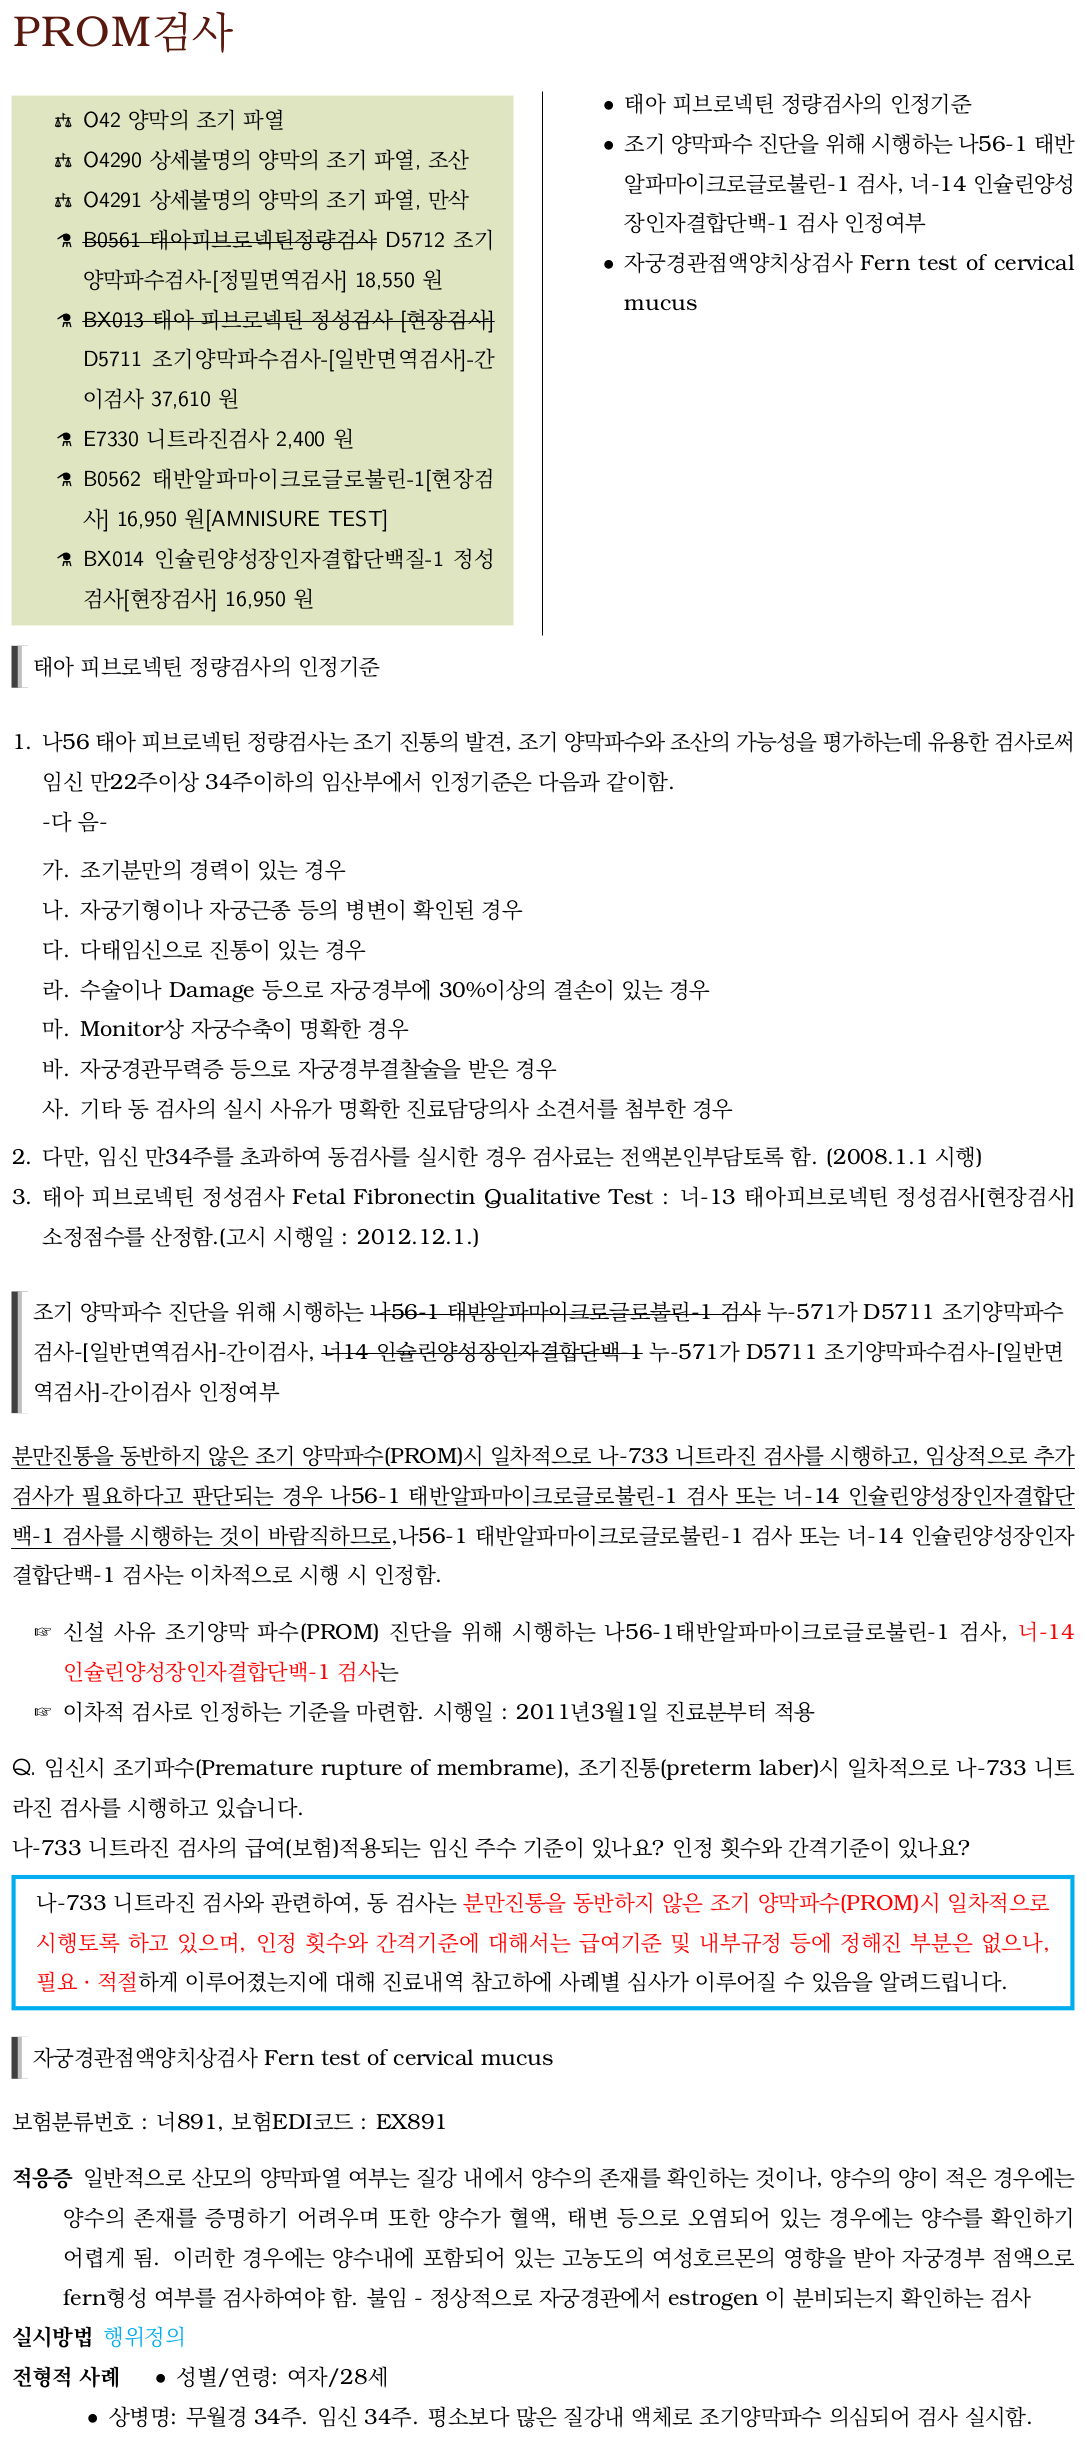 PROM검사
O42 양막의 조기 파열
O4290 상세불명의 양막의 조기 파열, 조산
O4291 상세불명의 양막의 조기 파열, 만삭
B0561 태아피브로넥틴정량검사 D5712 조기
양막파수검사-[정밀면역검사] 18,550 원
BX013 태아 피브로넥틴 정성검사 [현장검사]
D5711 조기양막파수검사-[일반면역검사]-간
이검사 37,610 원
E7330 니트라진검사 2,400 원
B0562 태반알파마이크로글로불린-1[현장검
사] 16,950 원[AMNISURE TEST]
BX014 인슐린양성장인자결합단백질-1 정성
검사[현장검사] 16,950 원
• 태아 피브로넥틴 정량검사의 인정기준
• 조기 양막파수 진단을 위해 시행하는 나56-1 태반
알파마이크로글로불린-1 검사, 너-14 인슐린양성
장인자결합단백-1 검사 인정여부
• 자궁경관점액양치상검사 Fern test of cervical
mucus
태아 피브로넥틴 정량검사의 인정기준
1. 나56 태아 피브로넥틴 정량검사는 조기 진통의 발견, 조기 양막파수와 조산의 가능성을 평가하는데 유용한 검사로써
임신 만22주이상 34주이하의 임산부에서 인정기준은 다음과 같이함.
-다 음-
가. 조기분만의 경력이 있는 경우
나. 자궁기형이나 자궁근종 등의 병변이 확인된 경우
다. 다태임신으로 진통이 있는 경우
라. 수술이나 Damage 등으로 자궁경부에 30%이상의 결손이 있는 경우
마. Monitor상 자궁수축이 명확한 경우
바. 자궁경관무력증 등으로 자궁경부결찰술을 받은 경우
사. 기타 동 검사의 실시 사유가 명확한 진료담당의사 소견서를 첨부한 경우
2. 다만, 임신 만34주를 초과하여 동검사를 실시한 경우 검사료는 전액본인부담토록 함. (2008.1.1 시행)
3. 태아 피브로넥틴 정성검사 Fetal Fibronectin Qualitative Test : 너-13 태아피브로넥틴 정성검사[현장검사]
소정점수를 산정함.(고시 시행일 : 2012.12.1.)
조기 양막파수 진단을 위해 시행하는 나56-1 태반알파마이크로글로불린-1 검사 누-571가 D5711 조기양막파수
검사-[일반면역검사]-간이검사, 너14 인슐린양성장인자결합단백-1 누-571가 D5711 조기양막파수검사-[일반면
역검사]-간이검사 인정여부
분만진통을 동반하지 않은 조기 양막파수(PROM)시 일차적으로 나-733 니트라진 검사를 시행하고, 임상적으로 추가
검사가 필요하다고 판단되는 경우 나56-1 태반알파마이크로글로불린-1 검사 또는 너-14 인슐린양성장인자결합단
백-1 검사를 시행하는 것이 바람직하므로,나56-1 태반알파마이크로글로불린-1 검사 또는 너-14 인슐린양성장인자
결합단백-1 검사는 이차적으로 시행 시 인정함.
☞ 신설 사유 조기양막 파수(PROM) 진단을 위해 시행하는 나56-1태반알파마이크로글로불린-1 검사, 너-14
인슐린양성장인자결합단백-1 검사는
☞ 이차적 검사로 인정하는 기준을 마련함. 시행일 : 2011년3월1일 진료분부터 적용
Q. 임신시 조기파수(Premature rupture of membrame), 조기진통(preterm laber)시 일차적으로 나-733 니트
라진 검사를 시행하고 있습니다.
나-733 니트라진 검사의 급여(보험)적용되는 임신 주수 기준이 있나요? 인정 횟수와 간격기준이 있나요?
나-733 니트라진 검사와 관련하여, 동 검사는 분만진통을 동반하지 않은 조기 양막파수(PROM)시 일차적으로
시행토록 하고 있으며, 인정 횟수와 간격기준에 대해서는 급여기준 및 내부규정 등에 정해진 부분은 없으나,
필요 · 적절하게 이루어졌는지에 대해 진료내역 참고하에 사례별 심사가 이루어질 수 있음을 알려드립니다.
자궁경관점액양치상검사 Fern test of cervical mucus
보험분류번호 : 너891, 보험EDI코드 : EX891
적응증 일반적으로 산모의 양막파열 여부는 질강 내에서 양수의 존재를 확인하는 것이나, 양수의 양이 적은 경우에는
양수의 존재를 증명하기 어려우며 또한 양수가 혈액, 태변 등으로 오염되어 있는 경우에는 양수를 확인하기
어렵게 됨. 이러한 경우에는 양수내에 포함되어 있는 고농도의 여성호르몬의 영향을 받아 자궁경부 점액으로
fern형성 여부를 검사하여야 함. 불임 - 정상적으로 자궁경관에서 estrogen 이 분비되는지 확인하는 검사
실시방법 행위정의
전형적 사례 • 성별/연령: 여자/28세
• 상병명: 무월경 34주. 임신 34주. 평소보다 많은 질강내 액체로 조기양막파수 의심되어 검사 실시함.